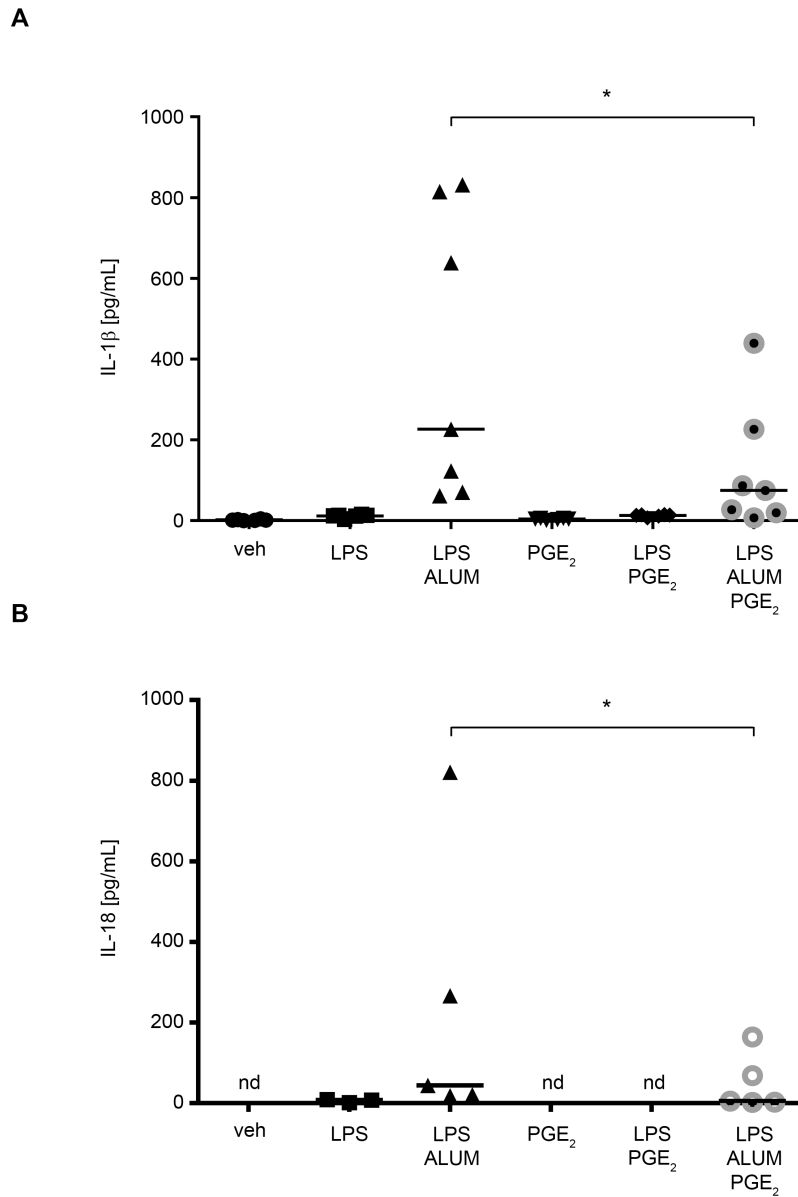 A
*
1000
800
600
400
200
0
IL-1β [pg/mL]
veh
LPS
LPS
ALUM
PGE₂
LPS
PGE₂
LPS
ALUM
PGE₂
B
*
1000
800
600
400
200
0
IL-18 [pg/mL]
nd
nd
nd
veh
LPS
LPS
ALUM
PGE₂
LPS
PGE₂
LPS
ALUM
PGE₂